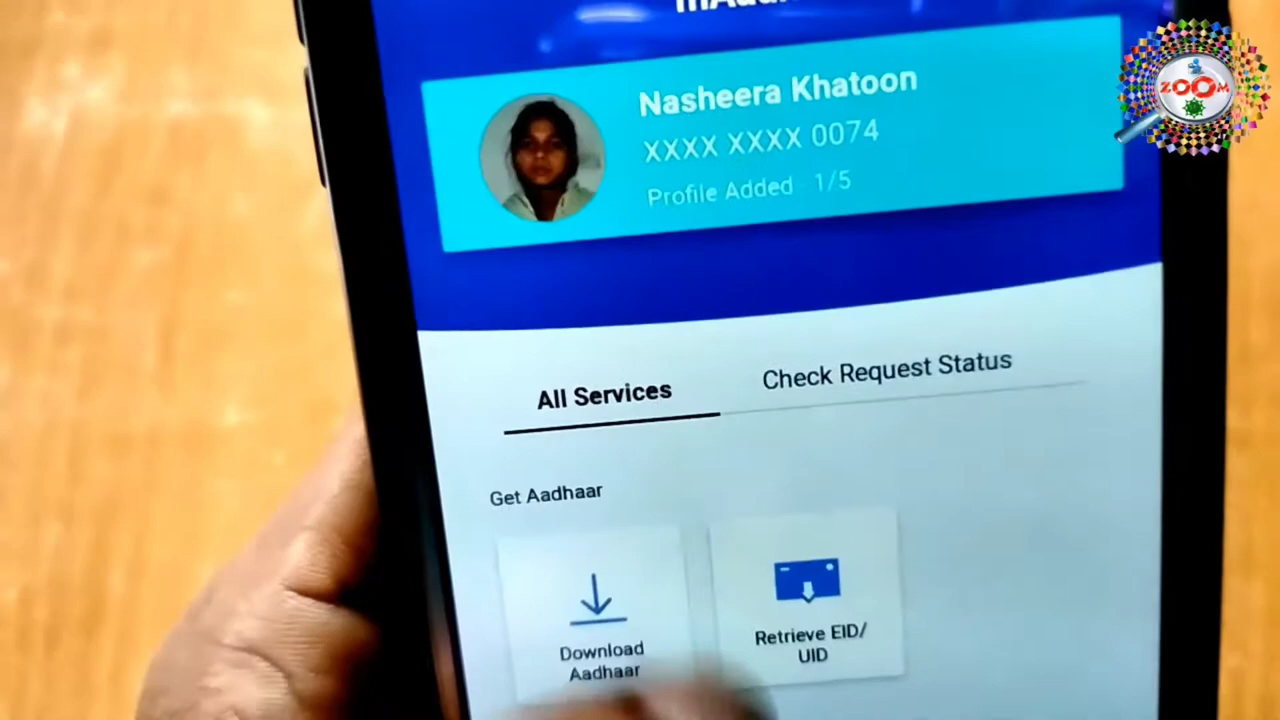 Nasheera Khatoon
XXXX XXXX 0074
Profile Added · 1/5
All Services
Check Request Status
Get Aadhaar
Download
Aadhaar
Retrieve EID/
UID
ZOOM